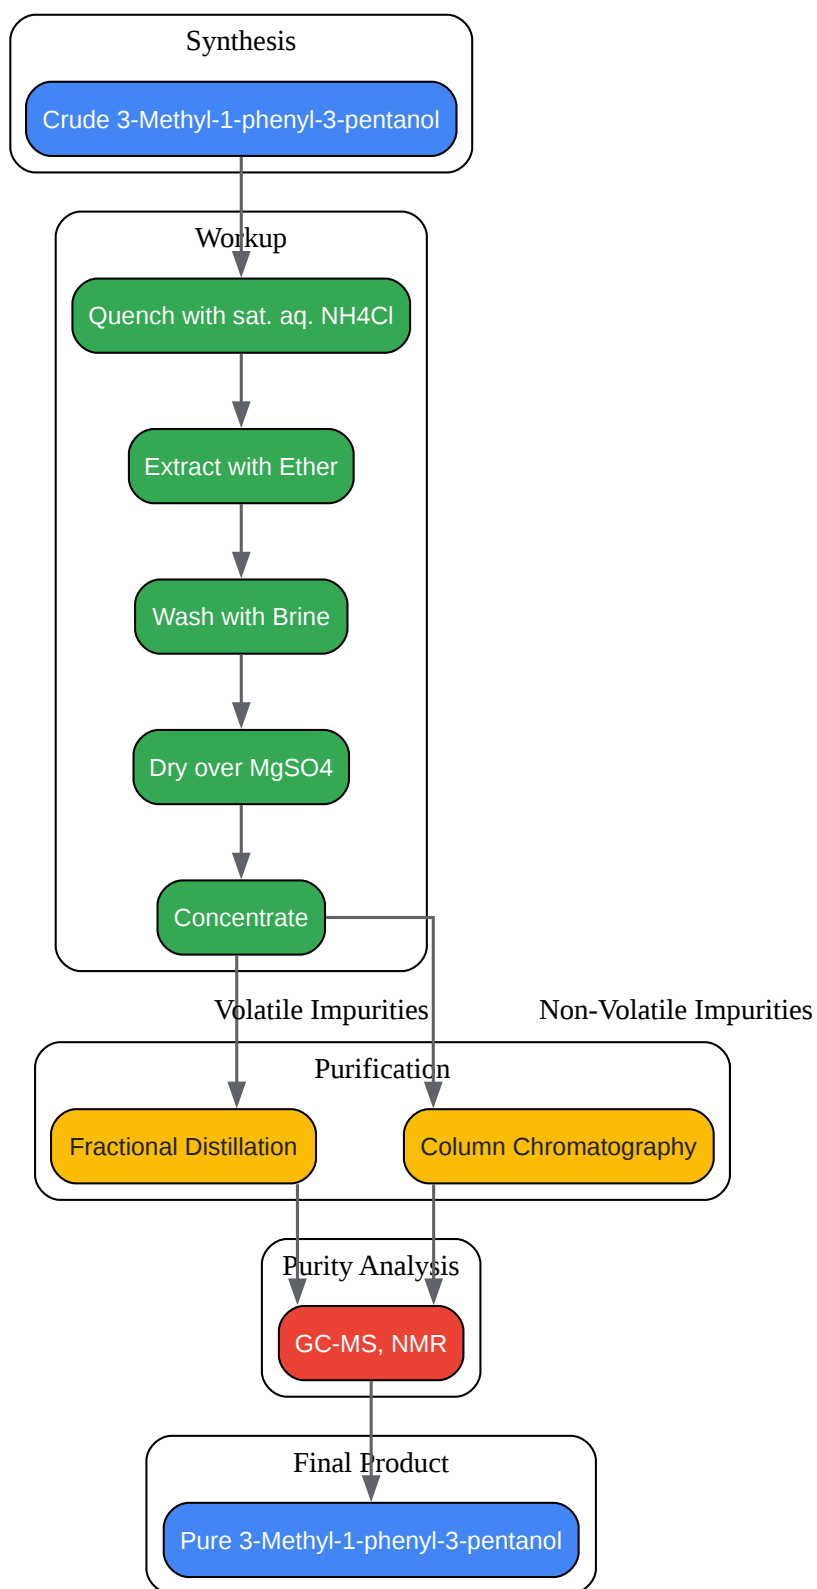 Synthesis
Crude 3-Methyl-1-phenyl-3-pentanol
Workup
Quench with sat. aq. NH4Cl
Extract with Ether
Wash with Brine
Dry over MgSO4
Concentrate
Volatile Impurities
Non-Volatile Impurities
Purification
Fractional Distillation
Column Chromatography
Purity Analysis
GC-MS, NMR
Final Product
Pure 3-Methyl-1-phenyl-3-pentanol